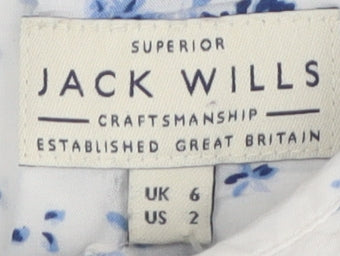 SUPERIOR
JACK WILLS
CRAFTSMANSHIP
ESTABLISHED GREAT BRITAIN
UK 6
US 2